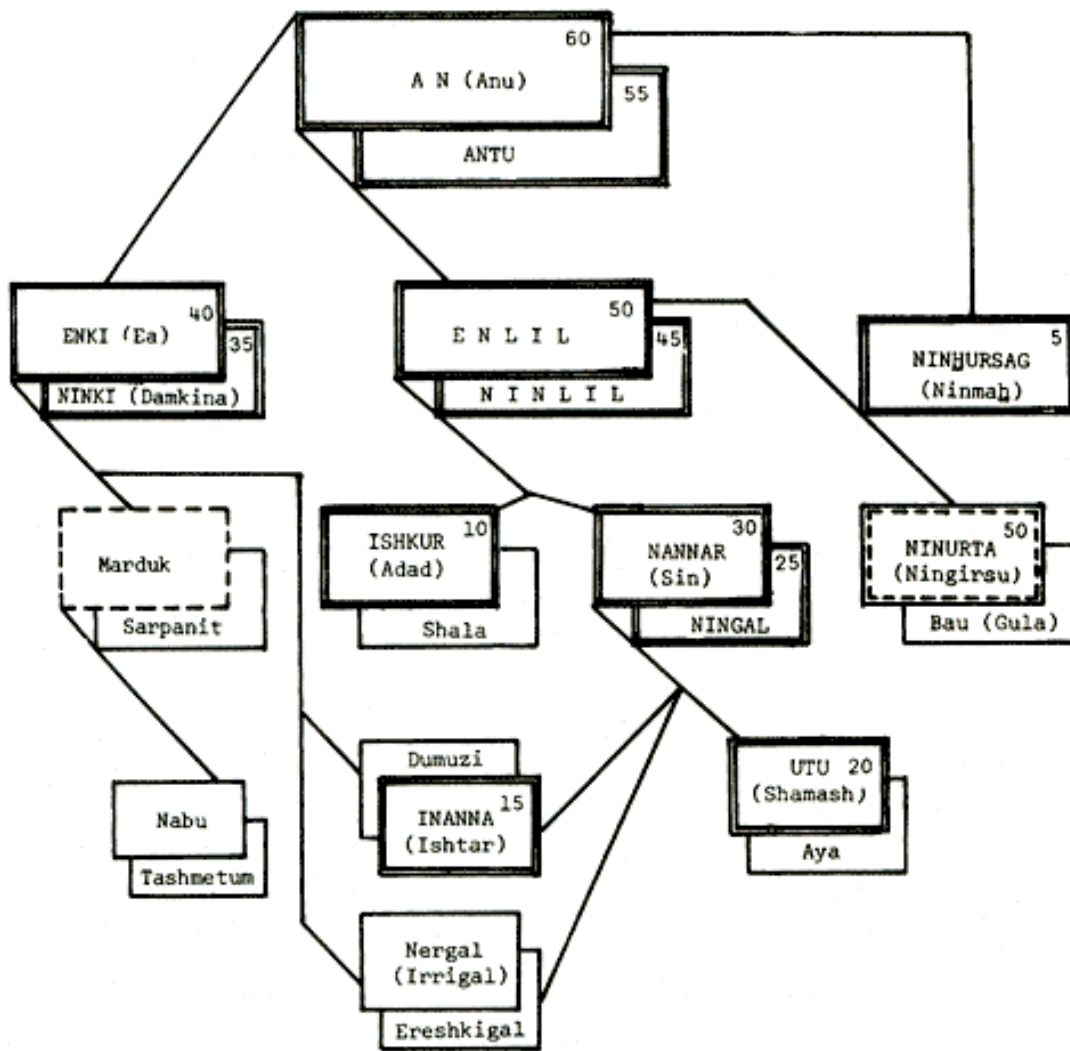 60
A N (Anu)
55
ANTU
40
ENKI (Ea)
35
NINKI (Damkina)
50
E N L I L
45
N I N L I L
5
NINḪURSAG
(Ninmaḫ)
Marduk
Sarpanit
10
ISHKUR
(Adad)
Shala
30
NANNAR
(Sin)
25
NINGAL
50
NINURTA
(Ningirsu)
Bau (Gula)
Dumuzi
15
INANNA
(Ishtar)
UTU 20
(Shamash)
Aya
Nabu
Tashmetum
Nergal
(Irrigal)
Ereshkigal